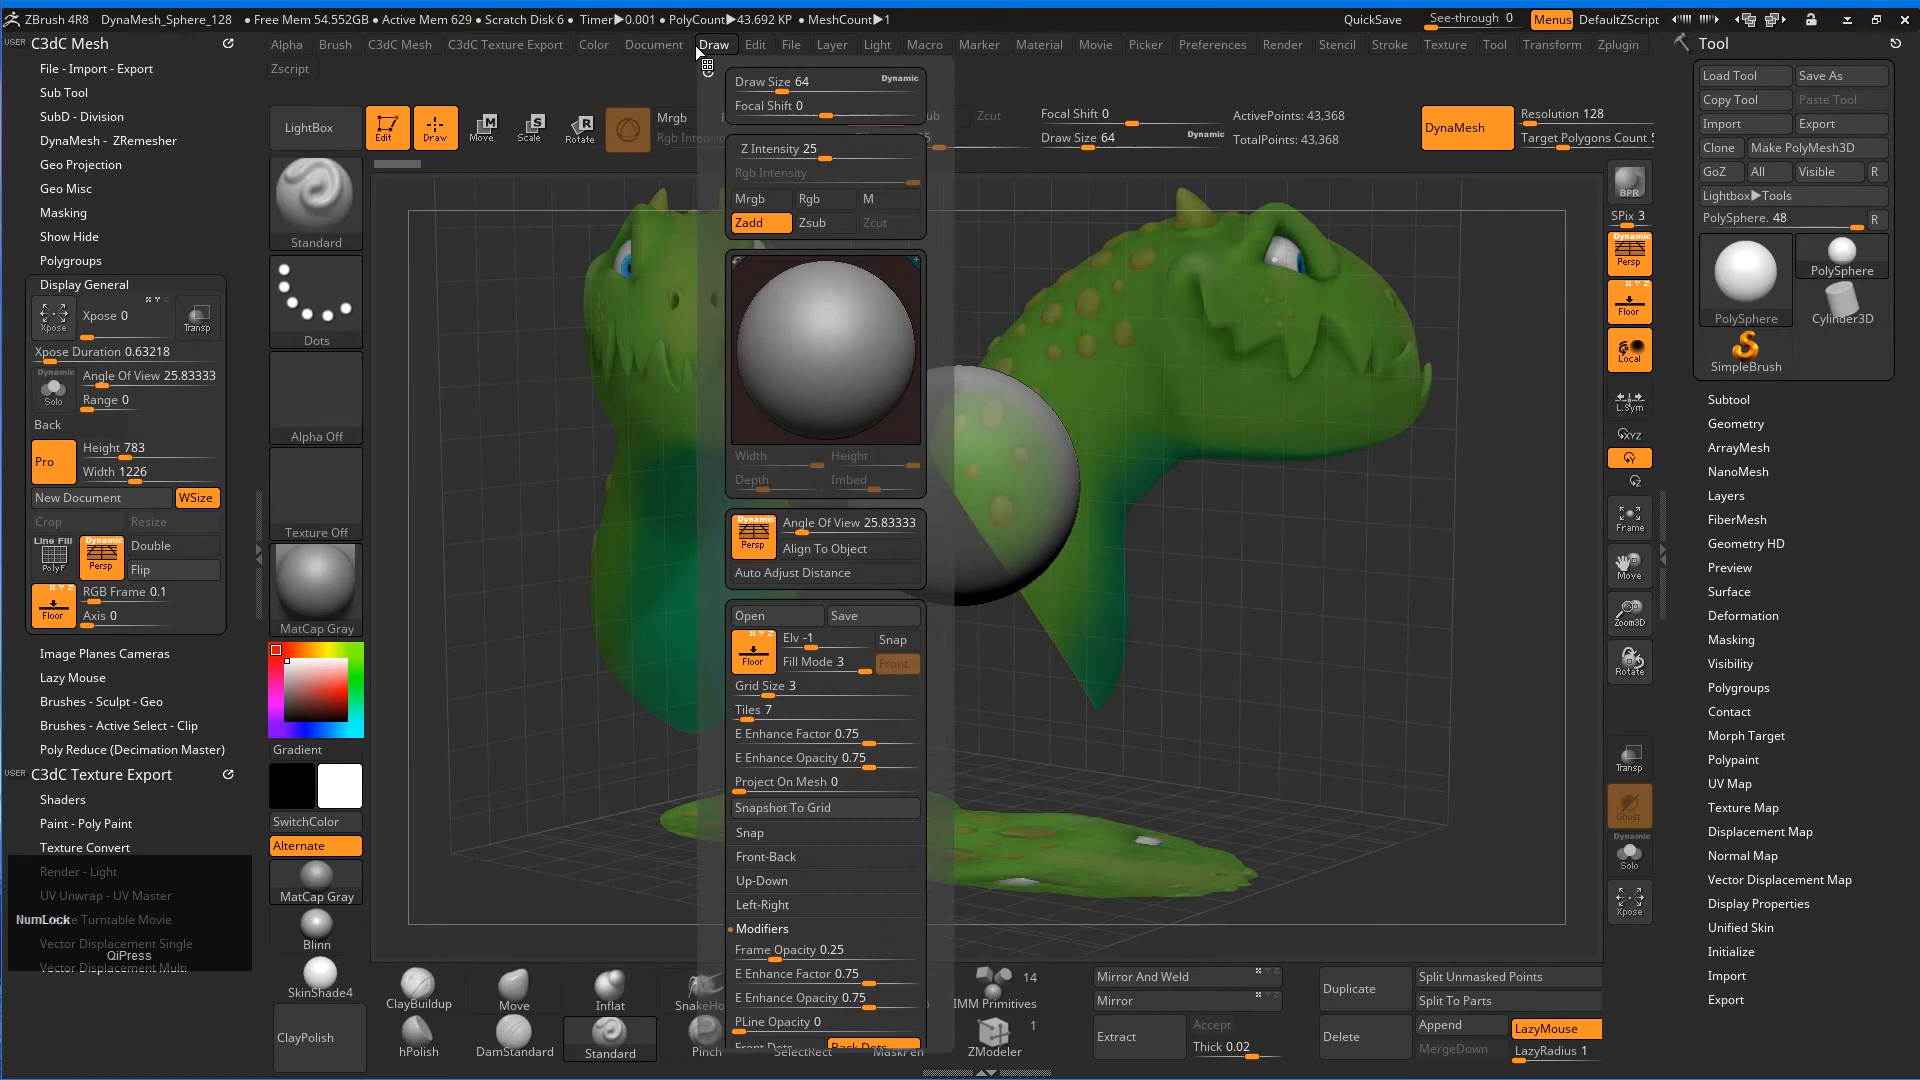 ZBrush 4R8 DynaMesh_Sphere_128 ● Free Mem 54.552GB ● Active Mem 629 ● Scratch Disk 6 ● Timer▶0.001 ● PolyCount▶43.692 KP ● MeshCount▶1 QuickSave See-through 0 Menus DefaultZScript
USER C3dC Mesh
File - Import - Export
Sub Tool
SubD - Division
DynaMesh - ZRemesher
Geo Projection
Geo Misc
Masking
Show Hide
Polygroups
Display General
Xpose
Xpose 0
Transp
Xpose Duration 0.63218
Dynamic
Solo
Angle Of View 25.83333
Range 0
Back
Pro
Height 783
Width 1226
New Document WSize
Crop Resize
Line Fill
PolyF
Dynamic
Persp
Double
Flip
Floor
RGB Frame 0.1
Axis 0
Image Planes Cameras
Lazy Mouse
Brushes - Sculpt - Geo
Brushes - Active Select - Clip
Poly Reduce (Decimation Master)
USER C3dC Texture Export
Shaders
Paint - Poly Paint
Texture Convert
Render - Light
UV Unwrap - UV Master
NumLock
Turntable Movie
Vector Displacement Single
QiPress
Vector Displacement Multi
Alpha Brush C3dC Mesh C3dC Texture Export Color Document Draw Edit File Layer Light Macro Marker Material Movie Picker Preferences Render Stencil Stroke Texture Tool Transform Zplugin
Zscript
LightBox Edit Draw Move Scale Rotate
Mrgb
Zcut
Focal Shift 0
Draw Size 64 Dynamic
ActivePoints: 43,368
TotalPoints: 43,368
DynaMesh
Resolution 128
Target Polygons Count 5
Standard
Dots
Alpha Off
Texture Off
MatCap Gray
Gradient
SwitchColor
Alternate
MatCap Gray
Blinn
SkinShade4
ClayPolish
Draw Size 64 Dynamic
Focal Shift 0
Z Intensity 25
Rgb Intensity
Mrgb Rgb M
Zadd Zsub Zcut
Width Height
Depth Imbed
Dynamic
Persp
Angle Of View 25.83333
Align To Object
Auto Adjust Distance
Open Save
Floor
Elv -1 Snap
Fill Mode 3 Front
Grid Size 3
Tiles 7
E Enhance Factor 0.75
E Enhance Opacity 0.75
Project On Mesh 0
Snapshot To Grid
Snap
Front-Back
Up-Down
Left-Right
Modifiers
Frame Opacity 0.25
E Enhance Factor 0.75
E Enhance Opacity 0.75
PLine Opacity 0
Front Dots Back Dots
ClayBuildup Move Inflat
hPolish DamStandard Standard Pinch SelectRect MaskPen
IMM Primitives 14
ZModeler 1
Mirror And Weld
Mirror
Extract
Accept
Thick 0.02
Duplicate
Delete
Split Unmasked Points
Split To Parts
Append
MergeDown
LazyMouse
LazyRadius 1
BPR
SPix 3
Dynamic
Persp
Floor
Local
L.Sym
XYZ
Y
Z
Frame
Move
Zoom3D
Rotate
Transp
Ghost
Dynamic
Solo
Xpose
Tool
Load Tool Save As
Copy Tool Paste Tool
Import Export
Clone Make PolyMesh3D
GoZ All Visible R
Lightbox▶Tools
PolySphere. 48 R
PolySphere
PolySphere
Cylinder3D
SimpleBrush
Subtool
Geometry
ArrayMesh
NanoMesh
Layers
FiberMesh
Geometry HD
Preview
Surface
Deformation
Masking
Visibility
Polygroups
Contact
Morph Target
Polypaint
UV Map
Texture Map
Displacement Map
Normal Map
Vector Displacement Map
Display Properties
Unified Skin
Initialize
Import
Export